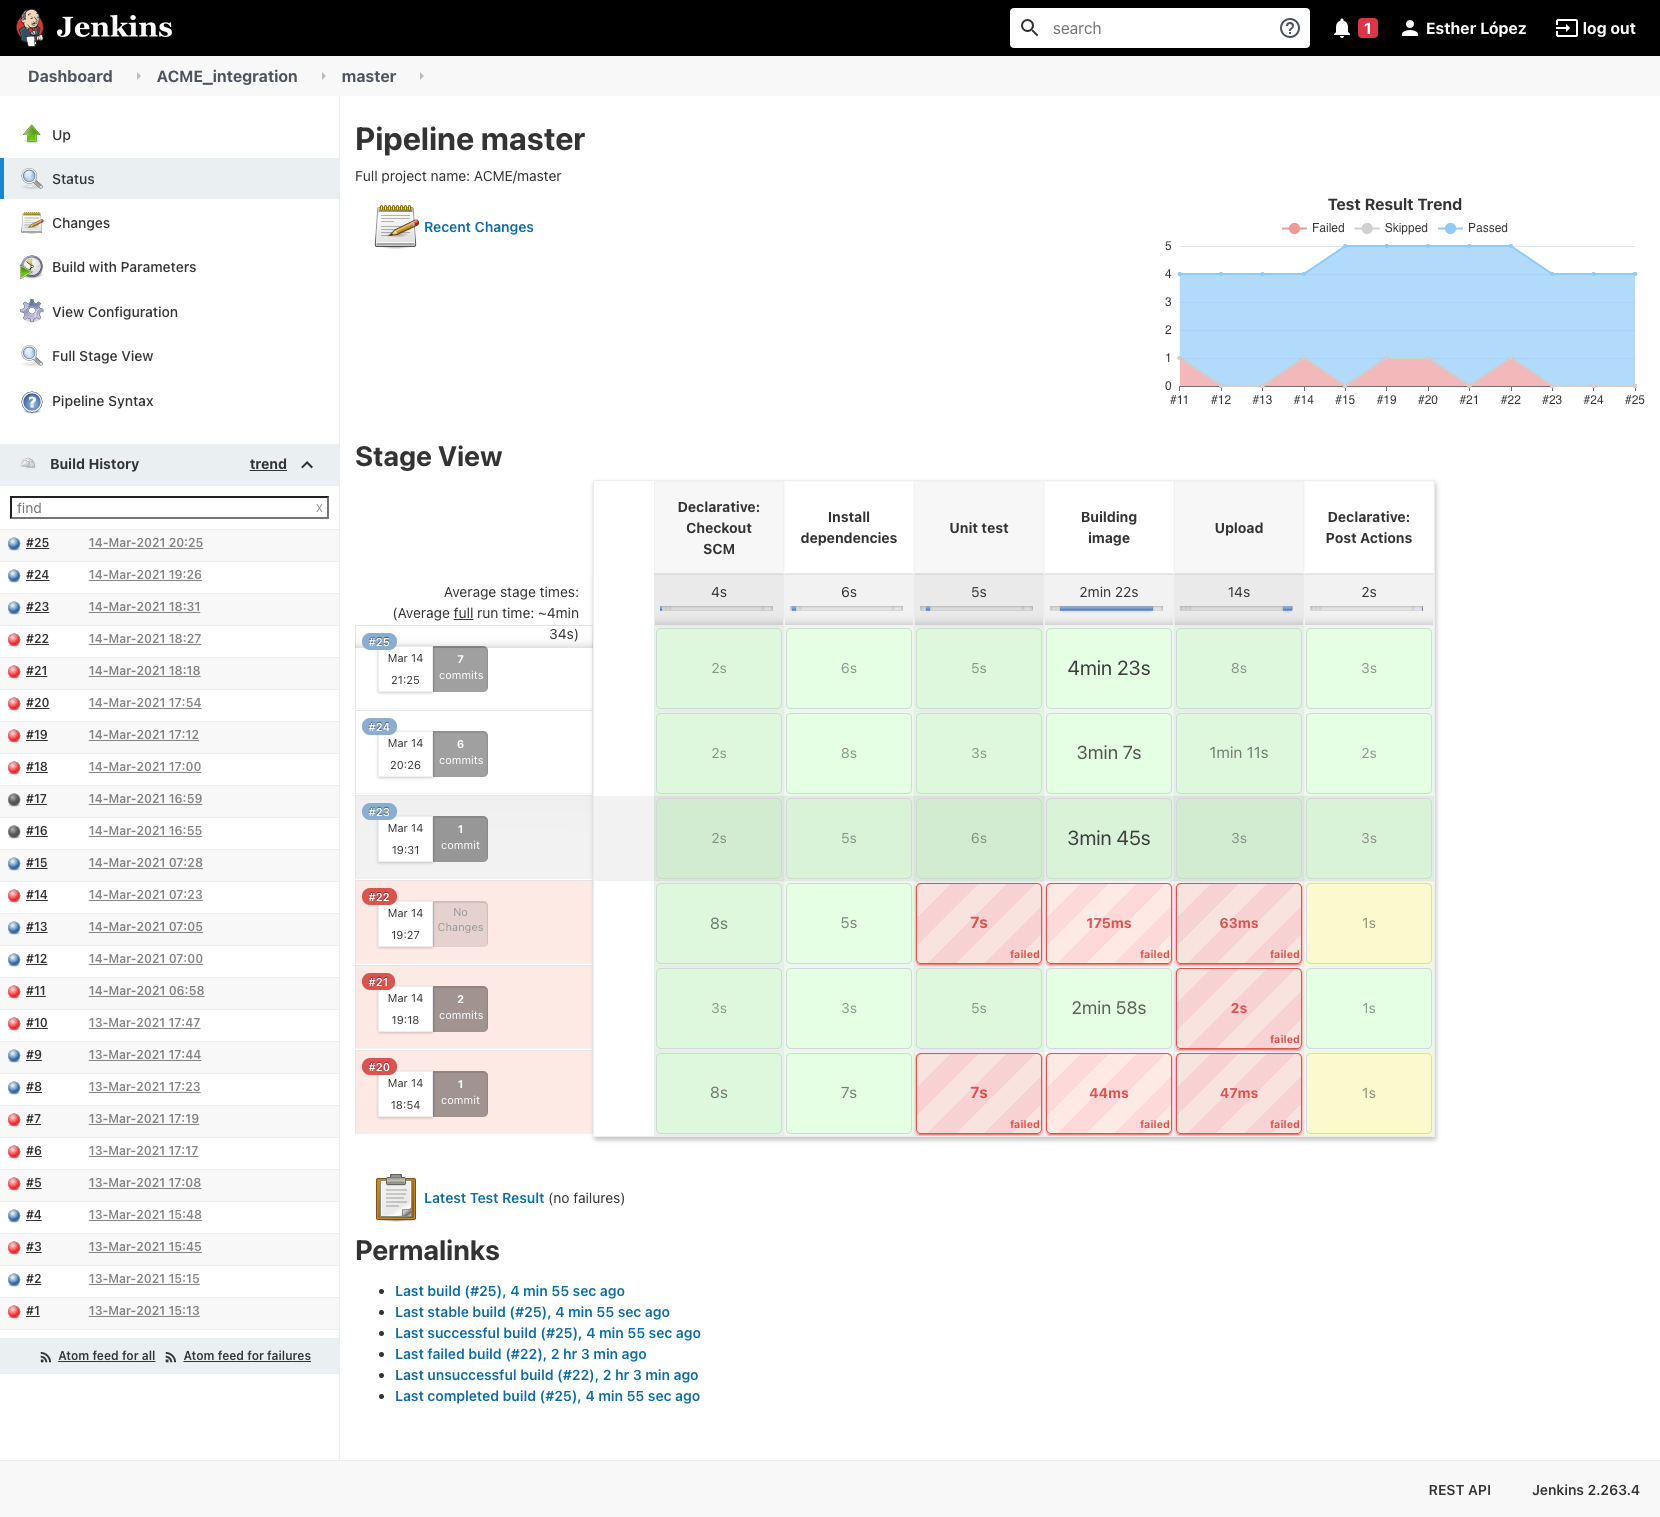 Jenkins
search
1
Esther López
log out
Dashboard
ACME_integration
master
Up
Status
Changes
Build with Parameters
View Configuration
Full Stage View
Pipeline Syntax
Build History
trend
find
x
#25 14-Mar-2021 20:25
#24 14-Mar-2021 19:26
#23 14-Mar-2021 18:31
#22 14-Mar-2021 18:27
#21 14-Mar-2021 18:18
#20 14-Mar-2021 17:54
#19 14-Mar-2021 17:12
#18 14-Mar-2021 17:00
#17 14-Mar-2021 16:59
#16 14-Mar-2021 16:55
#15 14-Mar-2021 07:28
#14 14-Mar-2021 07:23
#13 14-Mar-2021 07:05
#12 14-Mar-2021 07:00
#11 14-Mar-2021 06:58
#10 13-Mar-2021 17:47
#9 13-Mar-2021 17:44
#8 13-Mar-2021 17:23
#7 13-Mar-2021 17:19
#6 13-Mar-2021 17:17
#5 13-Mar-2021 17:08
#4 13-Mar-2021 15:48
#3 13-Mar-2021 15:45
#2 13-Mar-2021 15:15
#1 13-Mar-2021 15:13
Atom feed for all
Atom feed for failures
Pipeline master
Full project name: ACME/master
Recent Changes
Test Result Trend
Failed Skipped Passed
5
4
3
2
1
0
#11 #12 #13 #14 #15 #19 #20 #21 #22 #23 #24 #25
Stage View
Declarative:
Checkout
SCM
Install
dependencies
Unit test
Building
image
Upload
Declarative:
Post Actions
Average stage times:
(Average full run time: ~4min
34s)
4s 6s 5s 2min 22s 14s 2s
#25
Mar 14
21:25
7
commits
2s 6s 5s 4min 23s 8s 3s
#24
Mar 14
20:26
6
commits
2s 8s 3s 3min 7s 1min 11s 2s
#23
Mar 14
19:31
1
commit
2s 5s 6s 3min 45s 3s 3s
#22
Mar 14
19:27
No
Changes
8s 5s 7s 175ms 63ms 1s
failed failed failed
#21
Mar 14
19:18
2
commits
3s 3s 5s 2min 58s 2s 1s
failed
#20
Mar 14
18:54
1
commit
8s 7s 7s 44ms 47ms 1s
failed failed failed
Latest Test Result (no failures)
Permalinks
Last build (#25), 4 min 55 sec ago
Last stable build (#25), 4 min 55 sec ago
Last successful build (#25), 4 min 55 sec ago
Last failed build (#22), 2 hr 3 min ago
Last unsuccessful build (#22), 2 hr 3 min ago
Last completed build (#25), 4 min 55 sec ago
REST API
Jenkins 2.263.4